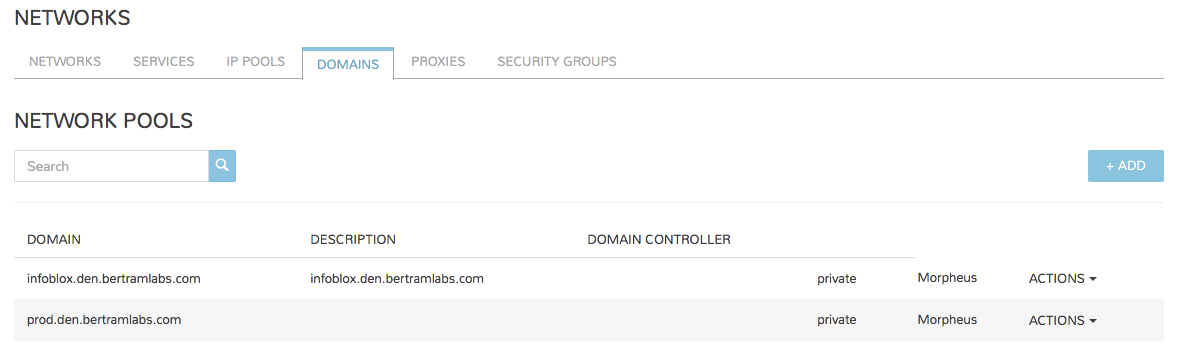 NETWORKS
NETWORKS SERVICES IP POOLS DOMAINS PROXIES SECURITY GROUPS
NETWORK POOLS
Search
+ ADD
DOMAIN DESCRIPTION DOMAIN CONTROLLER
infoblox.den.bertramlabs.com infoblox.den.bertramlabs.com private Morpheus ACTIONS
prod.den.bertramlabs.com private Morpheus ACTIONS